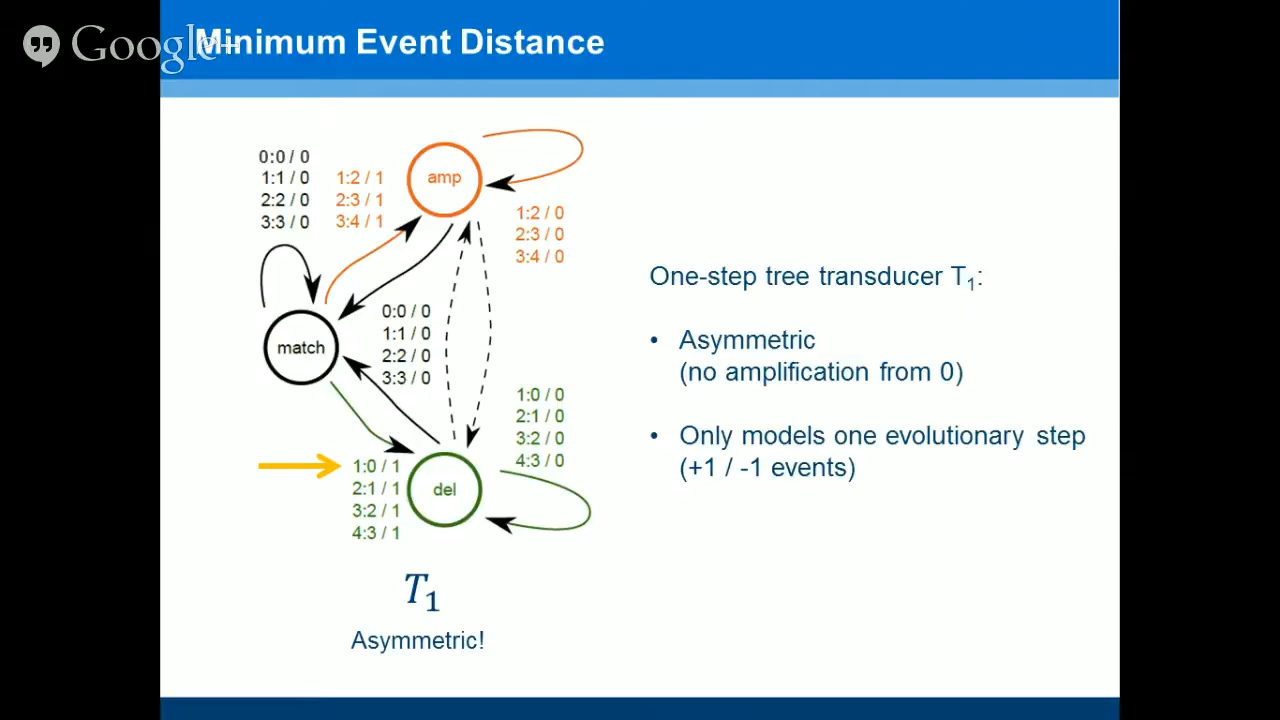 Google+
Minimum Event Distance
0:0 / 0
1:1 / 0
2:2 / 0
3:3 / 0
1:2 / 1
2:3 / 1
3:4 / 1
amp
1:2 / 0
2:3 / 0
3:4 / 0
match
0:0 / 0
1:1 / 0
2:2 / 0
3:3 / 0
1:0 / 0
2:1 / 0
3:2 / 0
4:3 / 0
1:0 / 1
2:1 / 1
3:2 / 1
4:3 / 1
del
T1
Asymmetric!
One-step tree transducer T1:
• Asymmetric
(no amplification from 0)
• Only models one evolutionary step
(+1 / -1 events)